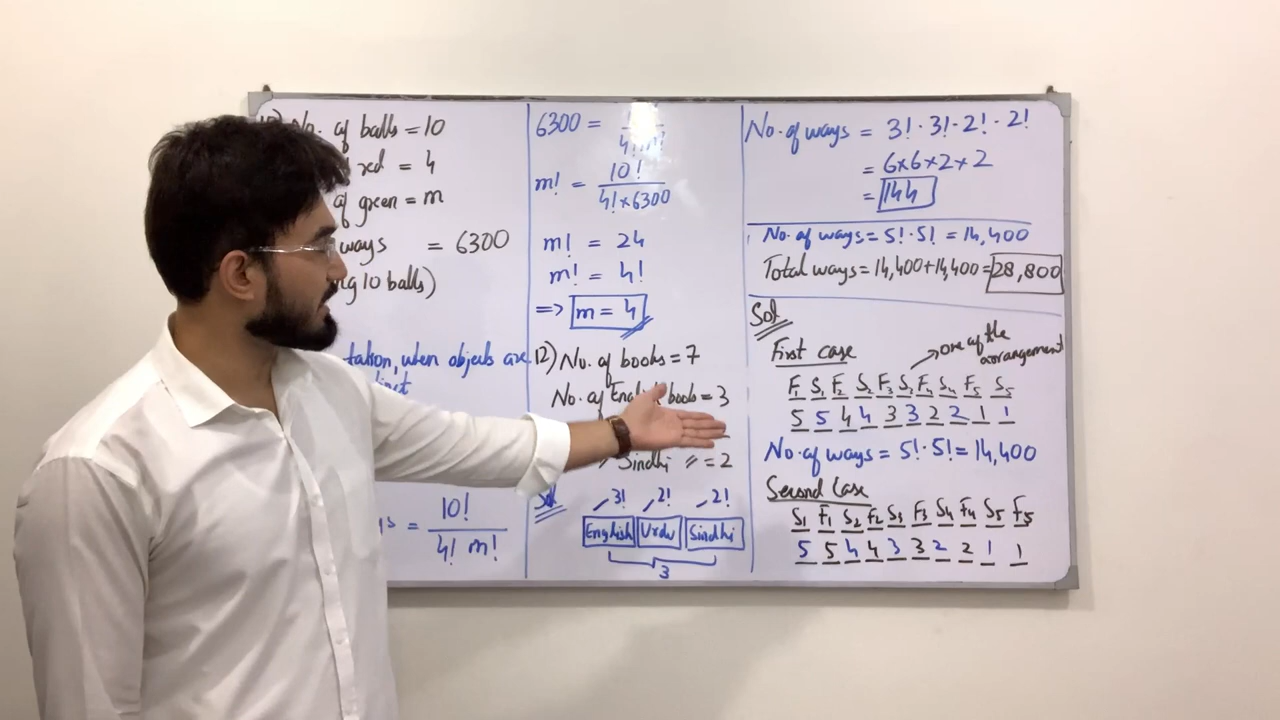 No. of balls = 10
red = 4
of green = m
ways = 6300
10 balls)
taken, when objects are
= 10! / 4! m!
6300 =
m! = 10! / 4! × 6300
m! = 24
m! = 4!
=> m = 4
12) No. of books = 7
No. of English books = 3
〃 Sindhi 〃 = 2
Sol
3! 2! 2!
English Urdu Sindhi
3
No. of ways = 3! · 3! · 2! · 2!
= 6×6×2×2
= 144
No. of ways = 5! · 5! = 14,400
Total ways = 14,400 + 14,400 = 28,800
Sol
First case
one of the arrangement
F1 S1 F2 S2 F3 S3 F4 S4 F5 S5
5 5 4 4 3 3 2 2 1 1
No. of ways = 5! · 5! = 14,400
Second Case
S1 F1 S2 F2 S3 F3 S4 F4 S5 F5
5 5 4 4 3 3 2 2 1 1